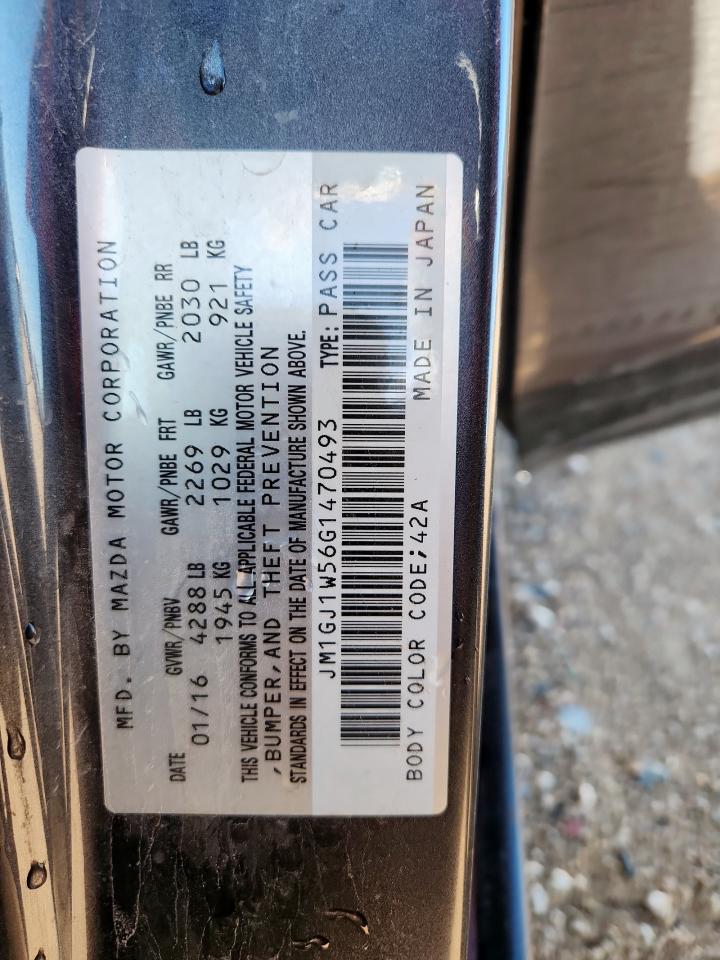 MFD. BY MAZDA MOTOR CORPORATION
DATE GVWR/PNBV GAWR/PNBE FRT GAWR/PNBE RR
01/16 4288 LB 2269 LB 2030 LB
1945 KG 1029 KG 921 KG
THIS VEHICLE CONFORMS TO ALL APPLICABLE FEDERAL MOTOR VEHICLE SAFETY
,BUMPER,AND THEFT PREVENTION
STANDARDS IN EFFECT ON THE DATE OF MANUFACTURE SHOWN ABOVE.
JM1GJ1W56G1470493 TYPE: PASS CAR
BODY COLOR CODE;42A MADE IN JAPAN